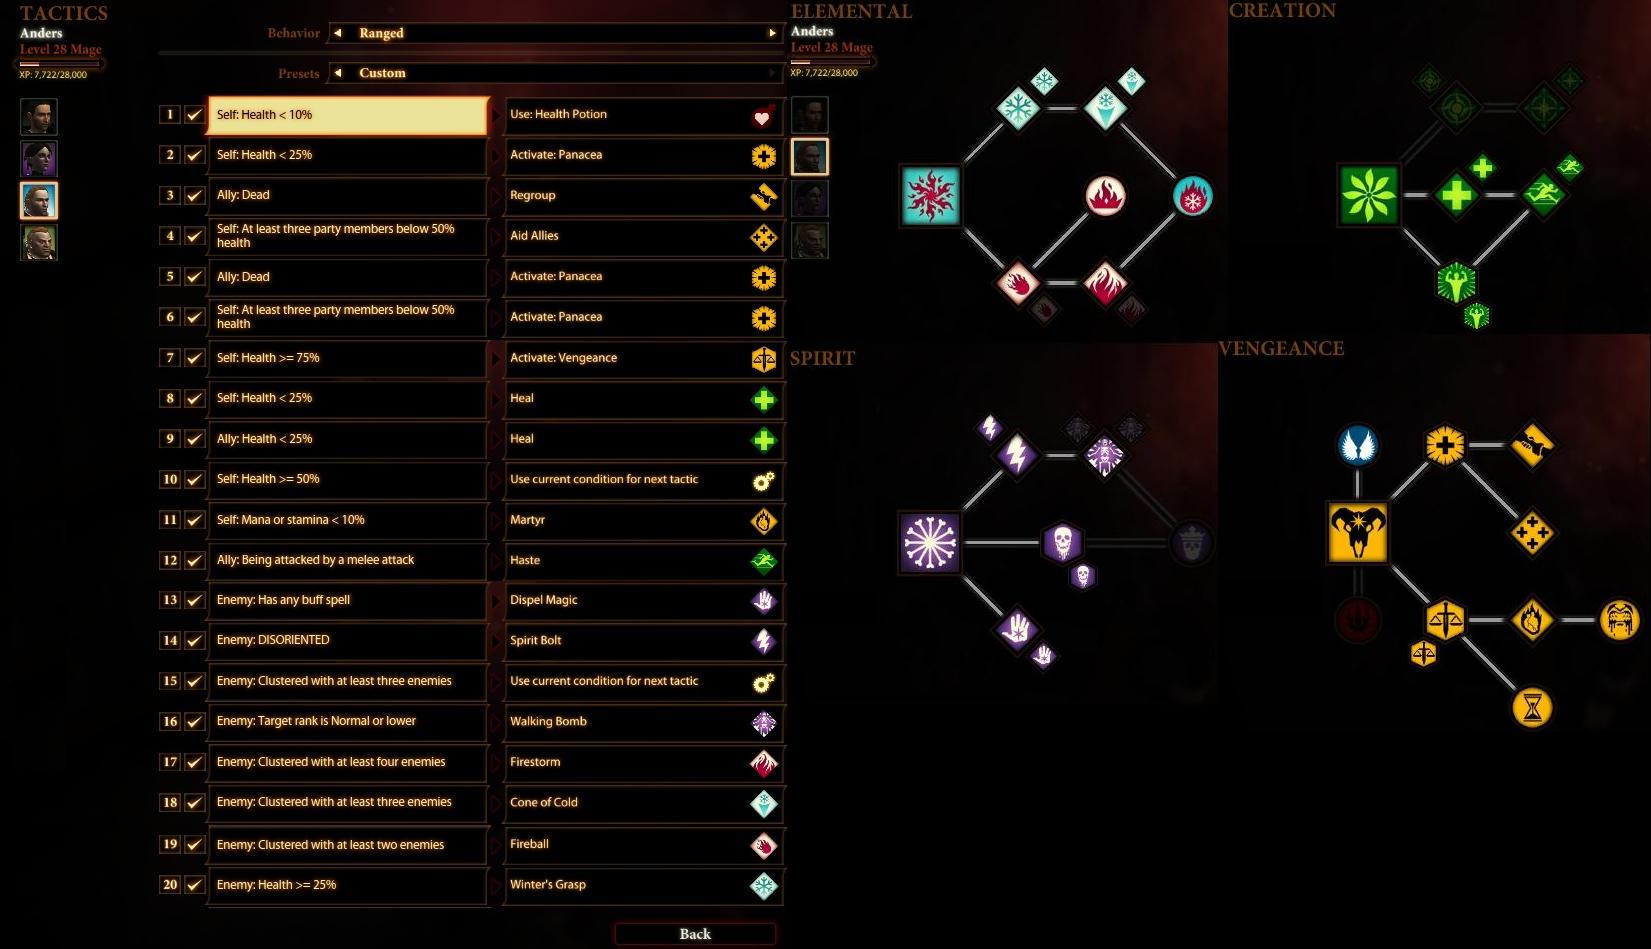 TACTICS
Anders
Level 28 Mage
XP: 7,722/28,000
Behavior Ranged
Presets Custom
1 Self: Health < 10% Use: Health Potion
2 Self: Health < 25% Activate: Panacea
3 Ally: Dead Regroup
4 Self: At least three party members below 50%
health Aid Allies
5 Ally: Dead Activate: Panacea
6 Self: At least three party members below 50%
health Activate: Panacea
7 Self: Health >= 75% Activate: Vengeance
8 Self: Health < 25% Heal
9 Ally: Health < 25% Heal
10 Self: Health >= 50% Use current condition for next tactic
11 Self: Mana or stamina < 10% Martyr
12 Ally: Being attacked by a melee attack Haste
13 Enemy: Has any buff spell Dispel Magic
14 Enemy: DISORIENTED Spirit Bolt
15 Enemy: Clustered with at least three enemies Use current condition for next tactic
16 Enemy: Target rank is Normal or lower Walking Bomb
17 Enemy: Clustered with at least four enemies Firestorm
18 Enemy: Clustered with at least three enemies Cone of Cold
19 Enemy: Clustered with at least two enemies Fireball
20 Enemy: Health >= 25% Winter's Grasp
Back
ELEMENTAL
Anders
Level 28 Mage
XP: 7,722/28,000
CREATION
SPIRIT
VENGEANCE